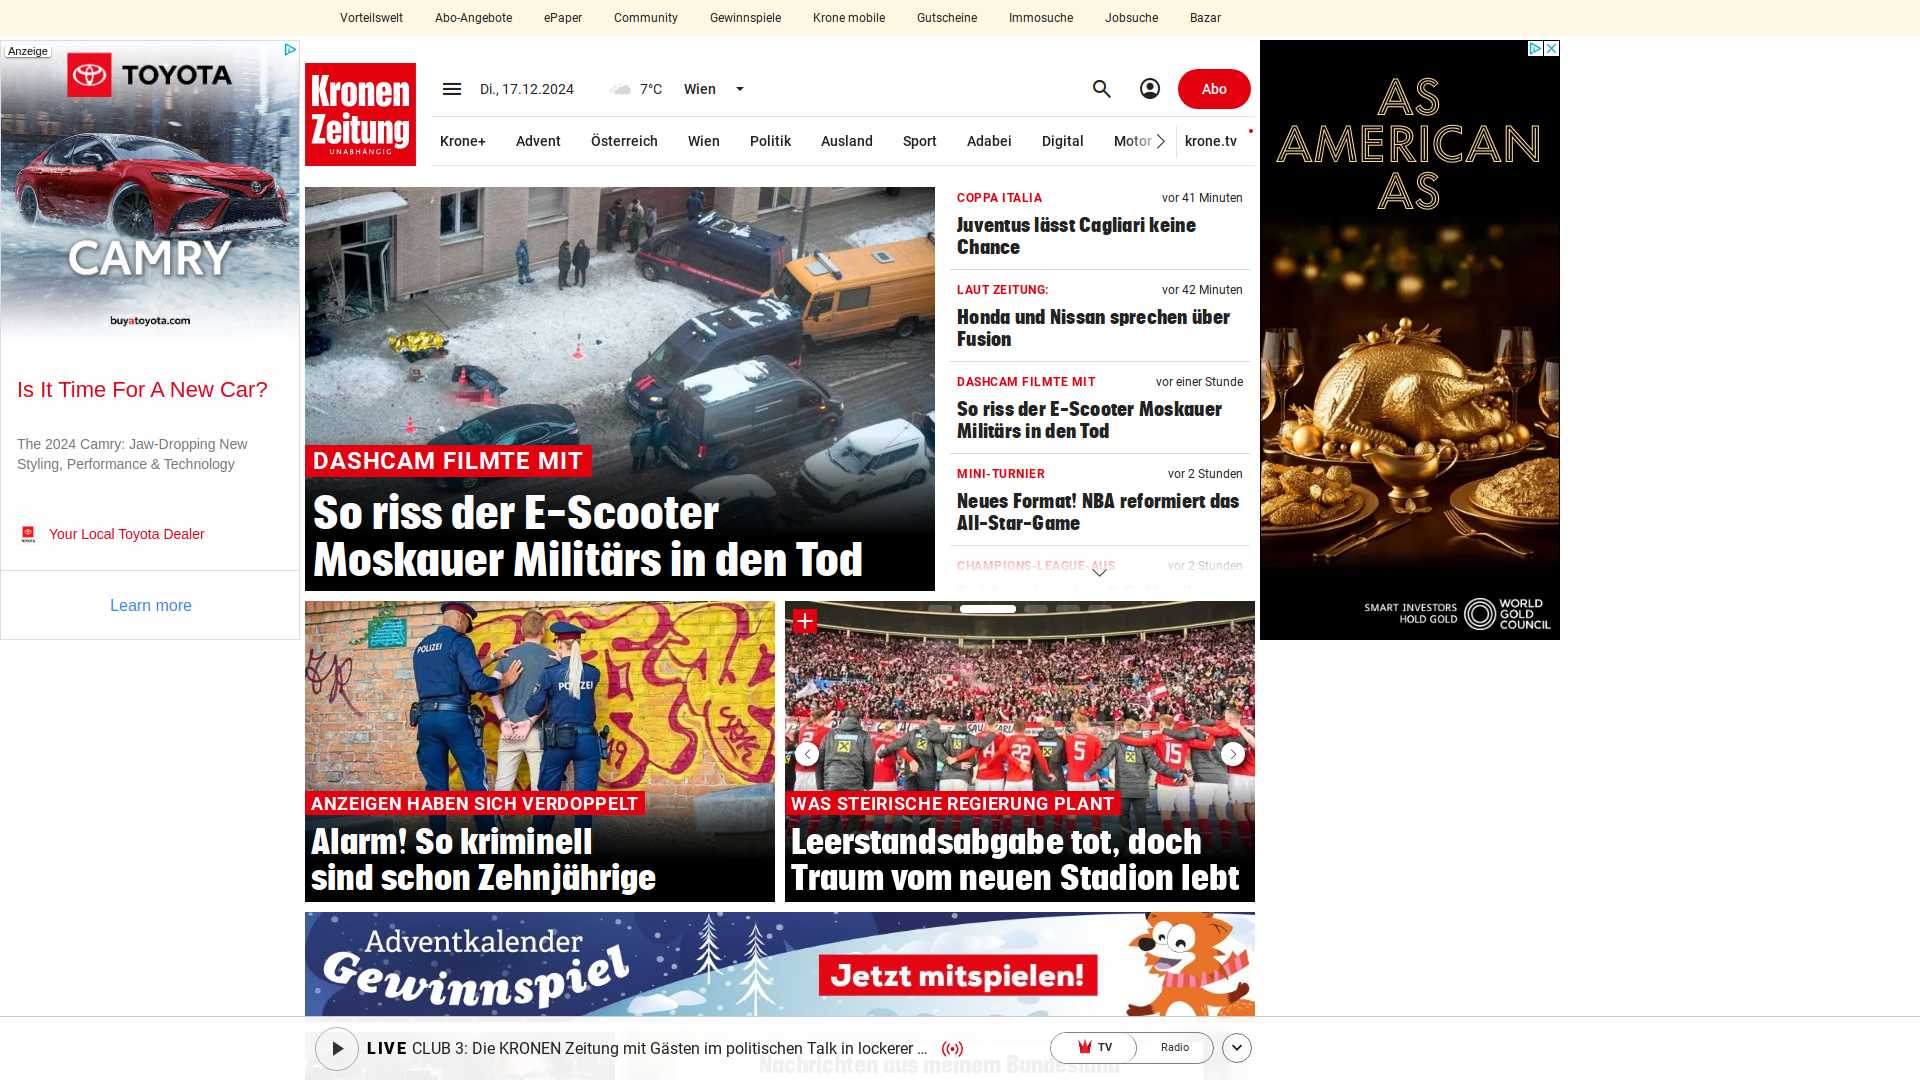 Vorteilswelt Abo-Angebote ePaper Community Gewinnspiele Krone mobile Gutscheine Immosuche Jobsuche Bazar
Anzeige
TOYOTA
CAMRY
buyatoyota.com
Is It Time For A New Car?
The 2024 Camry: Jaw-Dropping New
Styling, Performance & Technology
Your Local Toyota Dealer
Learn more
Kronen
Zeitung
UNABHÄNGIG
Di., 17.12.2024 7°C Wien
Abo
Krone+ Advent Österreich Wien Politik Ausland Sport Adabei Digital Motor krone.tv
DASHCAM FILMTE MIT
So riss der E-Scooter
Moskauer Militärs in den Tod
COPPA ITALIA vor 41 Minuten
Juventus lässt Cagliari keine
Chance
LAUT ZEITUNG: vor 42 Minuten
Honda und Nissan sprechen über
Fusion
DASHCAM FILMTE MIT vor einer Stunde
So riss der E-Scooter Moskauer
Militärs in den Tod
MINI-TURNIER vor 2 Stunden
Neues Format! NBA reformiert das
All-Star-Game
CHAMPIONS-LEAGUE-AUS vor 2 Stunden
POLIZEI
POLIZEI
ANZEIGEN HABEN SICH VERDOPPELT
Alarm! So kriminell
sind schon Zehnjährige
2 4 22 5 15
WAS STEIRISCHE REGIERUNG PLANT
Leerstandsabgabe tot, doch
Traum vom neuen Stadion lebt
Adventkalender
Gewinnspiel
Jetzt mitspielen!
LIVE CLUB 3: Die KRONEN Zeitung mit Gästen im politischen Talk in lockerer ...
TV Radio
Nachrichten aus meinem Bundesland
AS
AMERICAN
AS
SMART INVESTORS
HOLD GOLD
WORLD
GOLD
COUNCIL